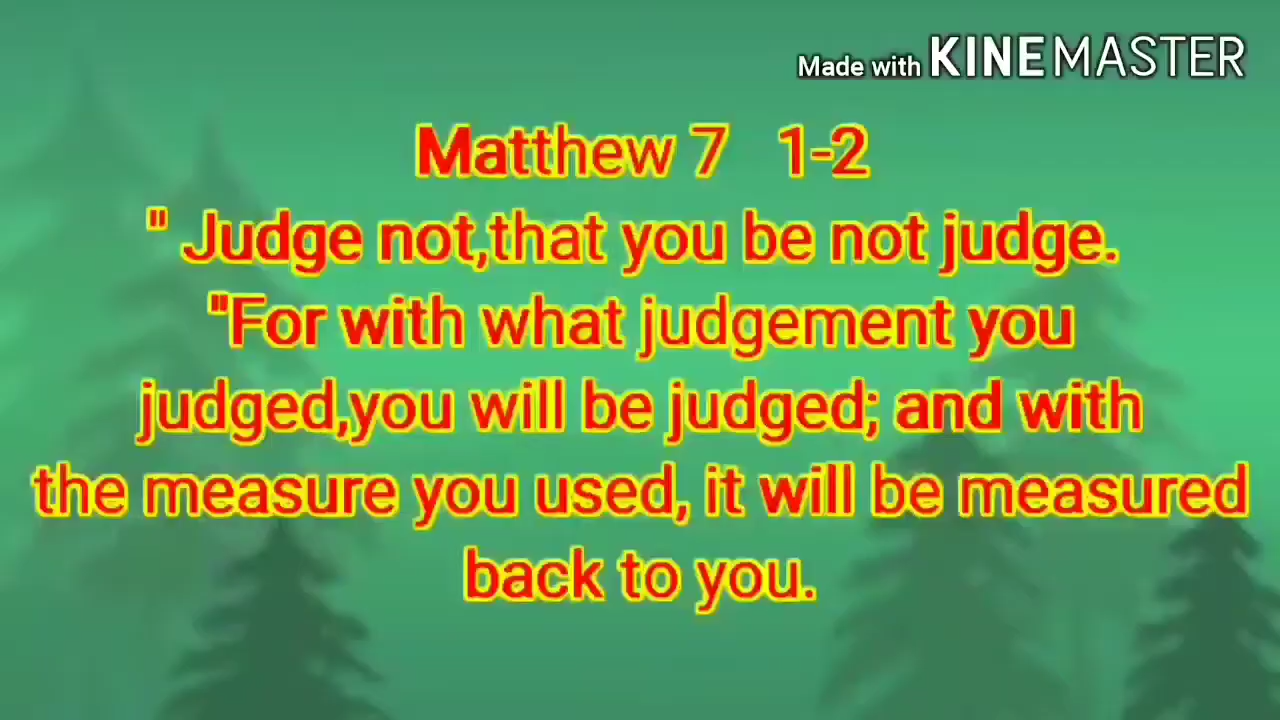 Made with KINEMASTER
Matthew 7 1-2
" Judge not,that you be not judge.
"For with what judgement you
judged,you will be judged; and with
the measure you used, it will be measured
back to you.